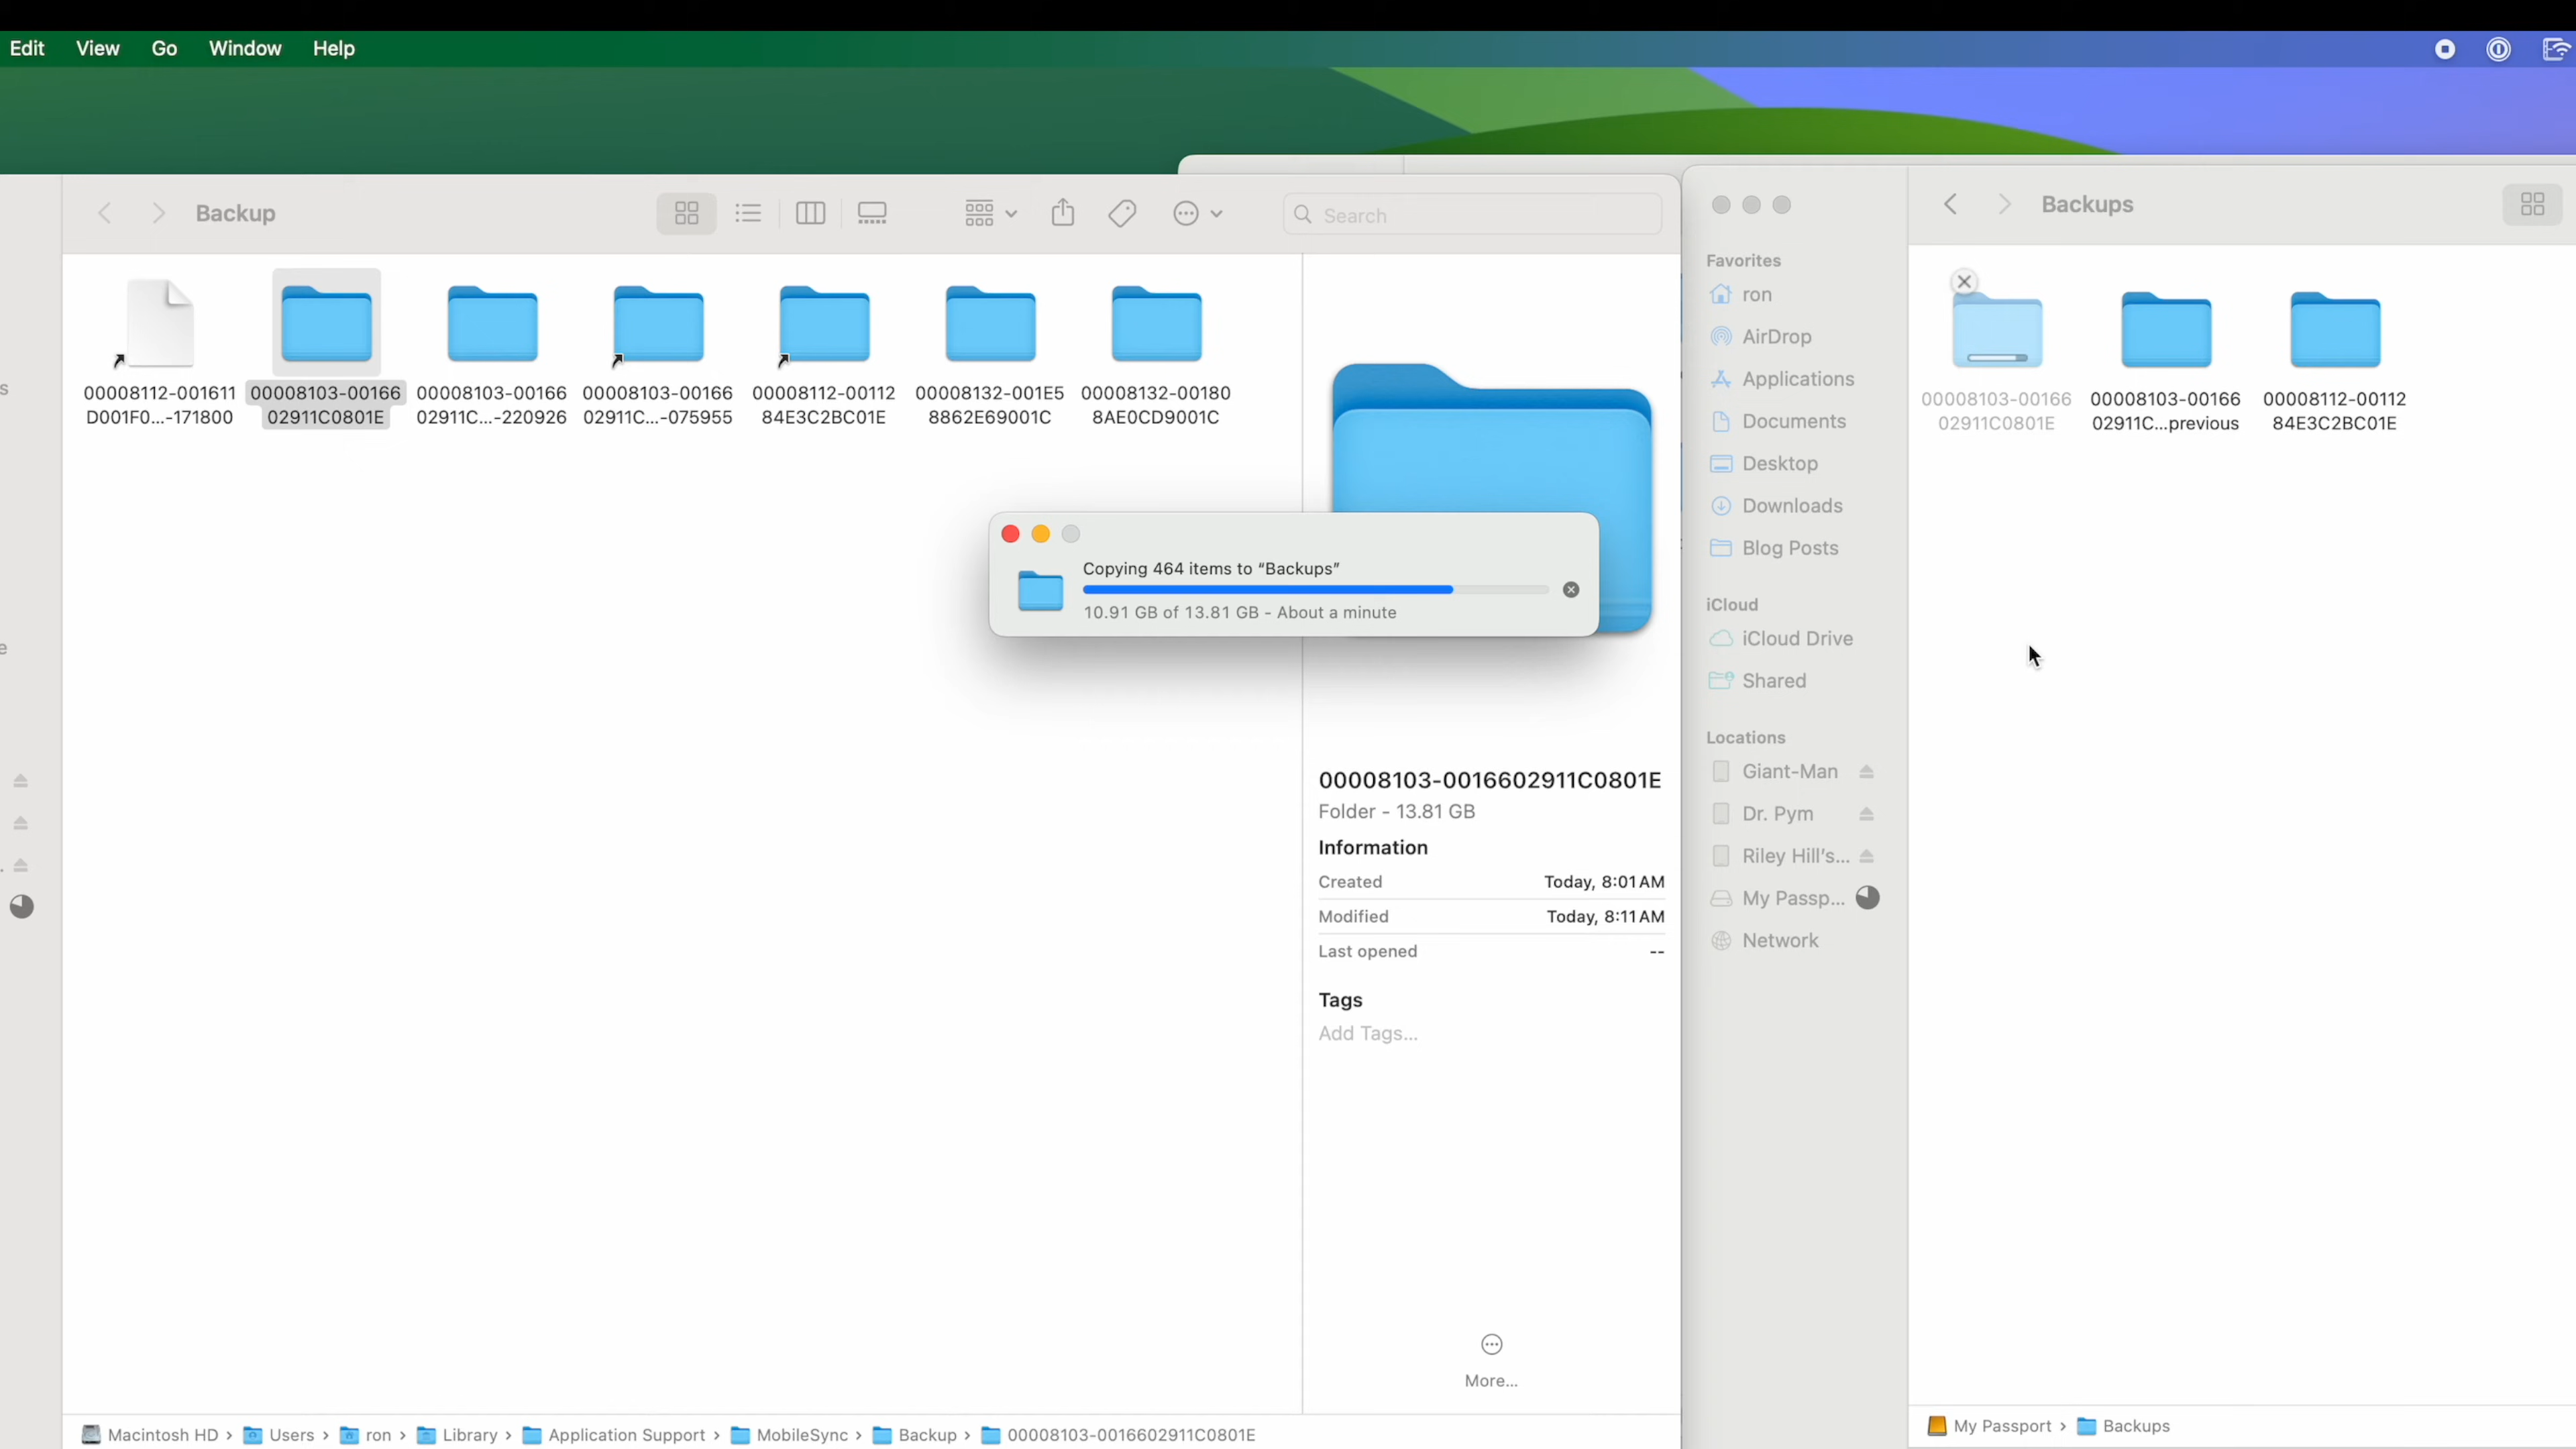 Edit View Go Window Help
Backup
Search
00008112-001611
D001F0...-171800
00008103-00166
02911C0801E
00008103-00166
02911C...-220926
00008103-00166
02911C...-075955
00008112-00112
84E3C2BC01E
00008132-001E5
8862E69001C
00008132-00180
8AE0CD9001C
Copying 464 items to “Backups”
10.91 GB of 13.81 GB - About a minute
00008103-0016602911C0801E
Folder - 13.81 GB
Information
Created Today, 8:01 AM
Modified Today, 8:11 AM
Last opened --
Tags
Add Tags...
More...
Macintosh HD › Users › ron › Library › Application Support › MobileSync › Backup › 00008103-0016602911C0801E
s
e
Backups
Favorites
ron
AirDrop
Applications
Documents
Desktop
Downloads
Blog Posts
iCloud
iCloud Drive
Shared
Locations
Giant-Man
Dr. Pym
Riley Hill’s...
My Passp...
Network
00008103-00166
02911C0801E
00008103-00166
02911C...previous
00008112-00112
84E3C2BC01E
My Passport › Backups